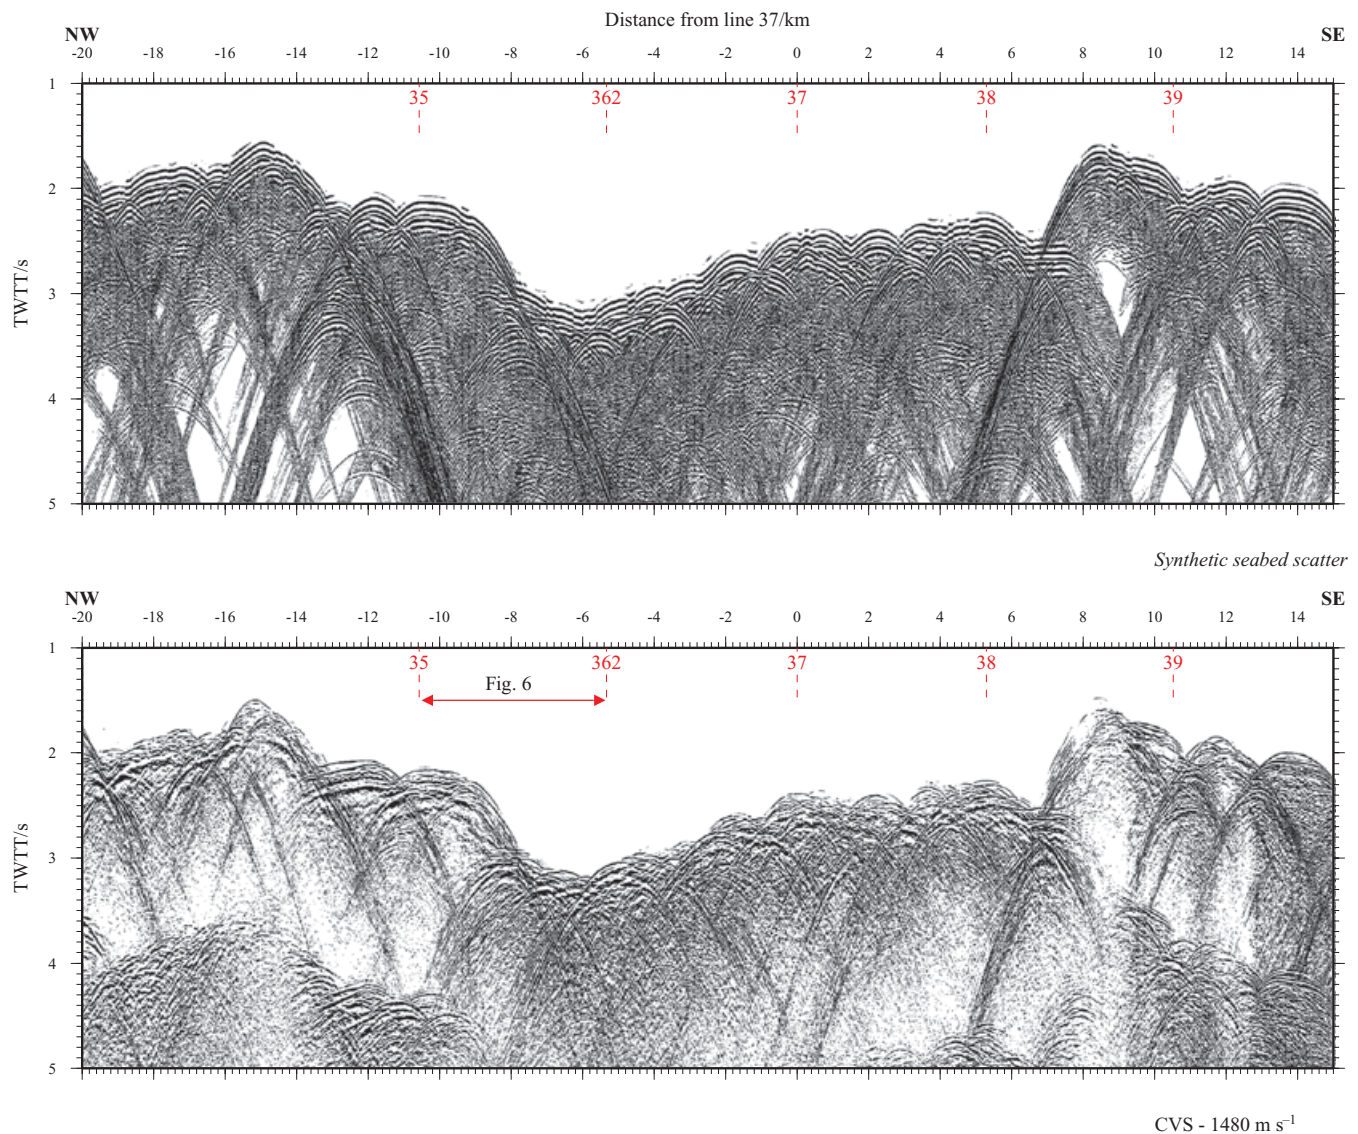 Distance from line 37/km
NW SE
-20 -18 -16 -14 -12 -10 -8 -6 -4 -2 0 2 4 6 8 10 12 14
1
35 362 37 38 39
2
TWTT/s
3
4
5
Synthetic seabed scatter
NW SE
-20 -18 -16 -14 -12 -10 -8 -6 -4 -2 0 2 4 6 8 10 12 14
1
35 362 37 38 39
Fig. 6
2
TWTT/s
3
4
5
CVS - 1480 m s⁻¹